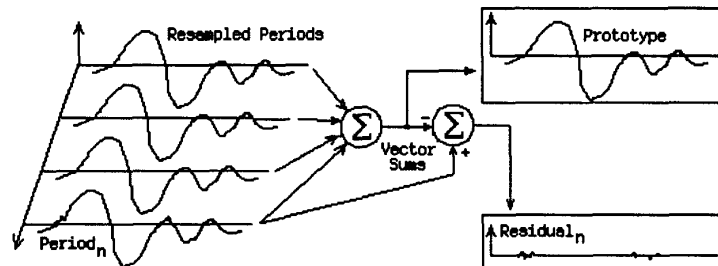 Resampled Periods
Prototype
Σ
Σ
-
+
Vector
Sums
Period_n
Residual_n